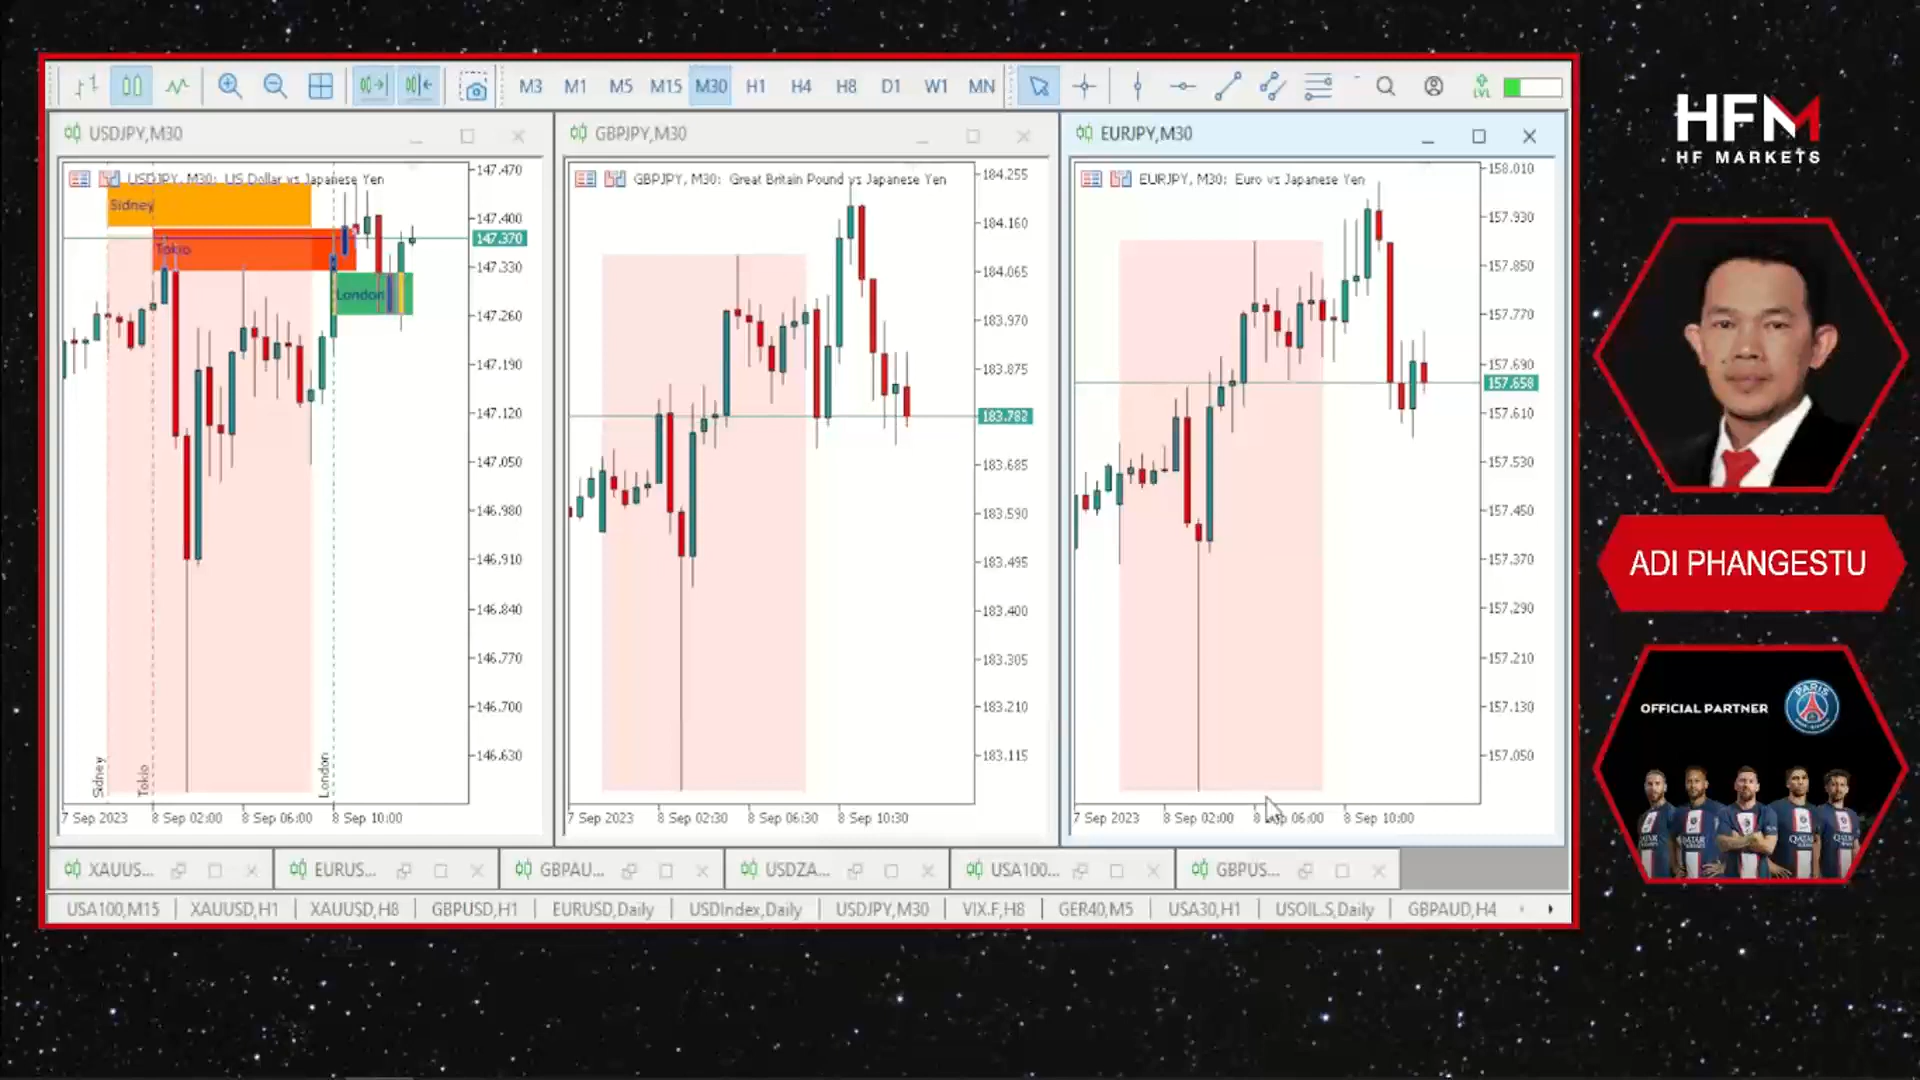 M3 M1 M5 M15 M30 H1 H4 H8 D1 W1 MN LVL
USDJPY,M30
USDJPY, M30: US Dollar vs Japanese Yen
Sidney
Tokio
London
Sidney
Tokio
London
147.470
147.400
147.370
147.330
147.260
147.190
147.120
147.050
146.980
146.910
146.840
146.770
146.700
146.630
7 Sep 2023 8 Sep 02:00 8 Sep 06:00 8 Sep 10:00
GBPJPY,M30
GBPJPY, M30: Great Britain Pound vs Japanese Yen
184.255
184.160
184.065
183.970
183.875
183.782
183.685
183.590
183.495
183.400
183.305
183.210
183.115
7 Sep 2023 8 Sep 02:30 8 Sep 06:30 8 Sep 10:30
EURJPY,M30
EURJPY, M30: Euro vs Japanese Yen
158.010
157.930
157.850
157.770
157.690
157.658
157.610
157.530
157.450
157.370
157.290
157.210
157.130
157.050
7 Sep 2023 8 Sep 02:00 8 Sep 06:00 8 Sep 10:00
XAUUS... EURUS... GBPAU... USDZA... USA100... GBPUS...
USA100,M15 XAUUSD,H1 XAUUSD,H8 GBPUSD,H1 EURUSD,Daily USDIndex,Daily USDJPY,M30 VIX.F,H8 GER40,M5 USA30,H1 USOIL.S,Daily GBPAUD,H4
HFM
HF MARKETS
ADI PHANGESTU
OFFICIAL PARTNER
PARIS